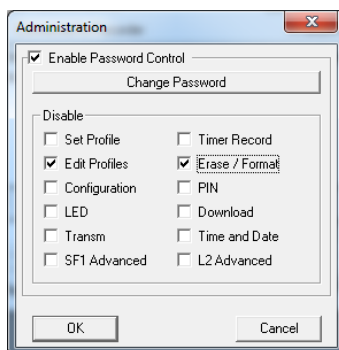 Administration
Enable Password Control
Change Password
Disable
Set Profile
Timer Record
Edit Profiles
Erase / Format
Configuration
PIN
LED
Download
Transm
Time and Date
SF1 Advanced
L2 Advanced
OK
Cancel